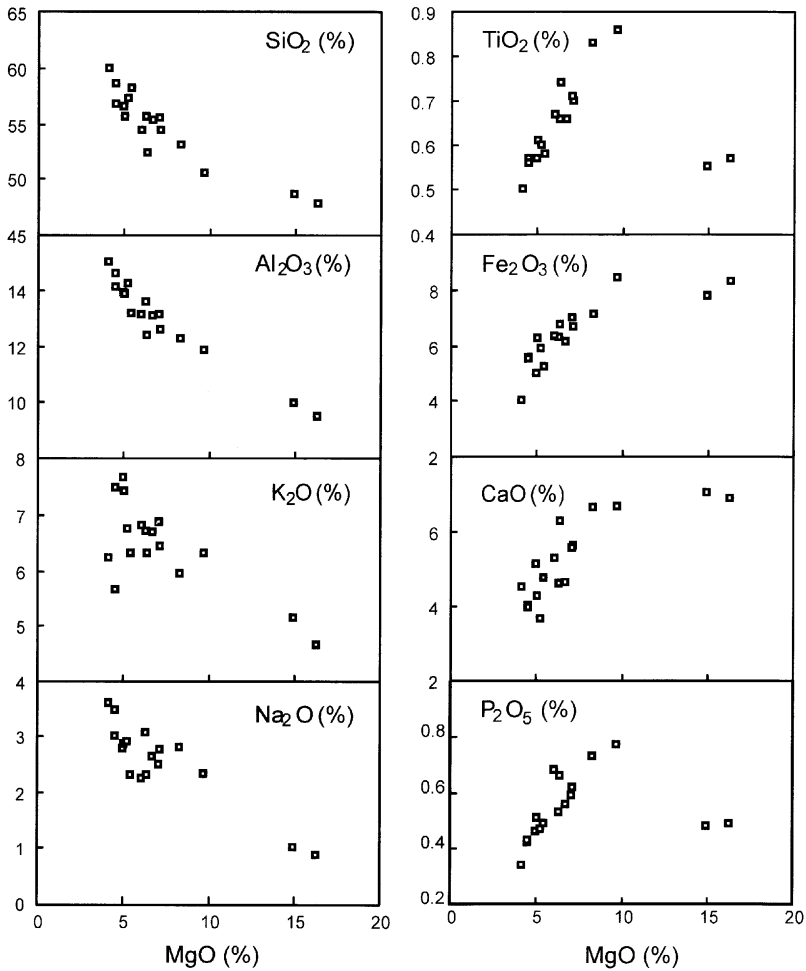 65
SiO2 (%)
60
55
50
45
Al2O3 (%)
14
12
10
8
K2O (%)
7
6
5
4
Na2O (%)
3
2
1
0
0 5 10 15 20
MgO (%)
0.9
TiO2 (%)
0.8
0.7
0.6
0.5
0.4
Fe2O3 (%)
8
6
4
2
CaO (%)
6
4
2
P2O5 (%)
0.8
0.6
0.4
0.2
0 5 10 15 20
MgO (%)